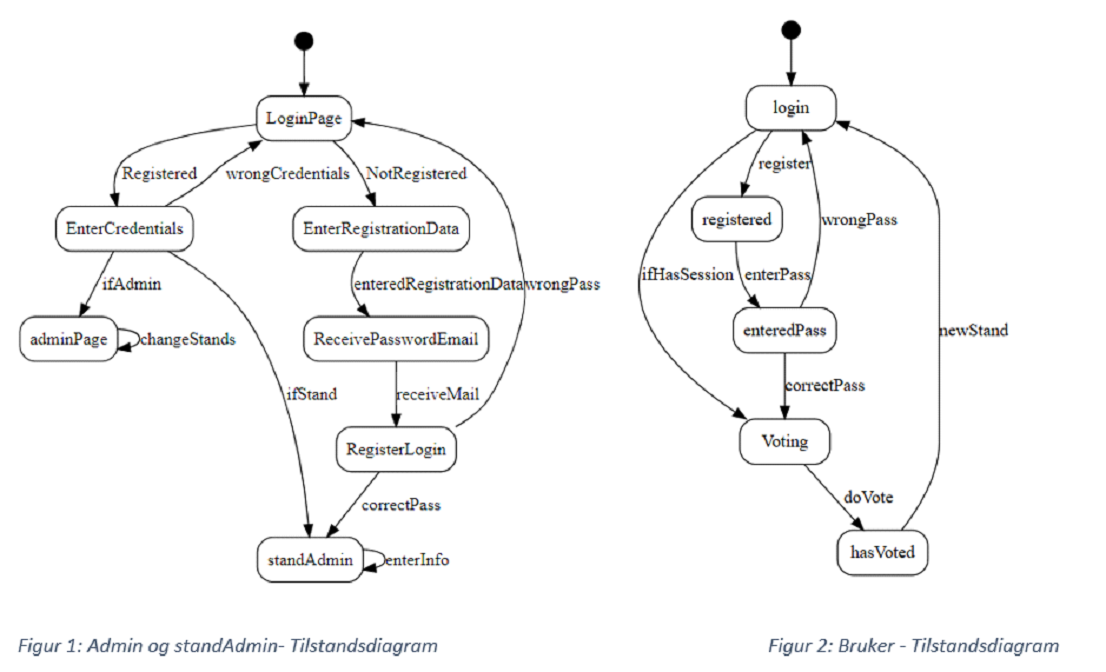 LoginPage
Registered
wrongCredentials
NotRegistered
EnterCredentials
EnterRegistrationData
ifAdmin
enteredRegistrationData
wrongPass
adminPage
changeStands
ReceivePasswordEmail
ifStand
receiveMail
RegisterLogin
correctPass
standAdmin
enterInfo
Figur 1: Admin og standAdmin- Tilstandsdiagram
login
register
registered
wrongPass
ifHasSession
enterPass
enteredPass
newStand
correctPass
Voting
doVote
hasVoted
Figur 2: Bruker - Tilstandsdiagram